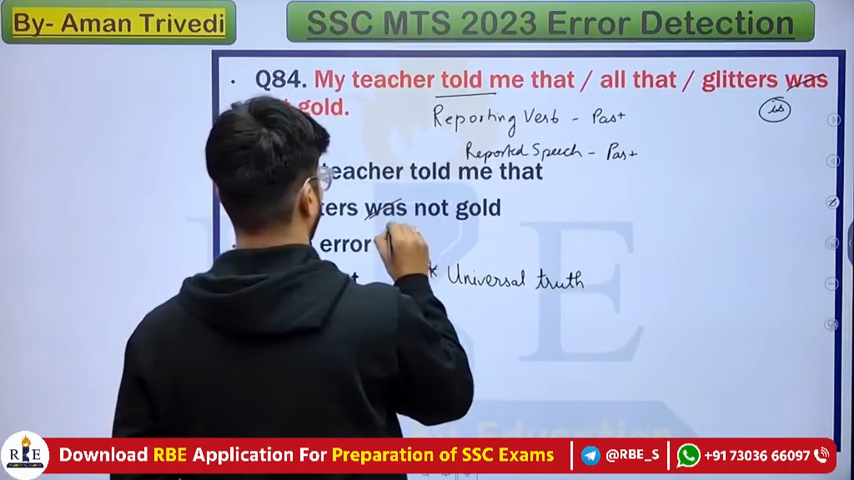 By- Aman Trivedi
SSC MTS 2023 Error Detection
Q84. My teacher told me that / all that / glitters was
gold.
is
Reporting Verb - Past
Reported Speech - Past
teacher told me that
was not gold
error
* Universal truth
RBE
Download RBE Application For Preparation of SSC Exams
@RBE_S
+91 73036 66097